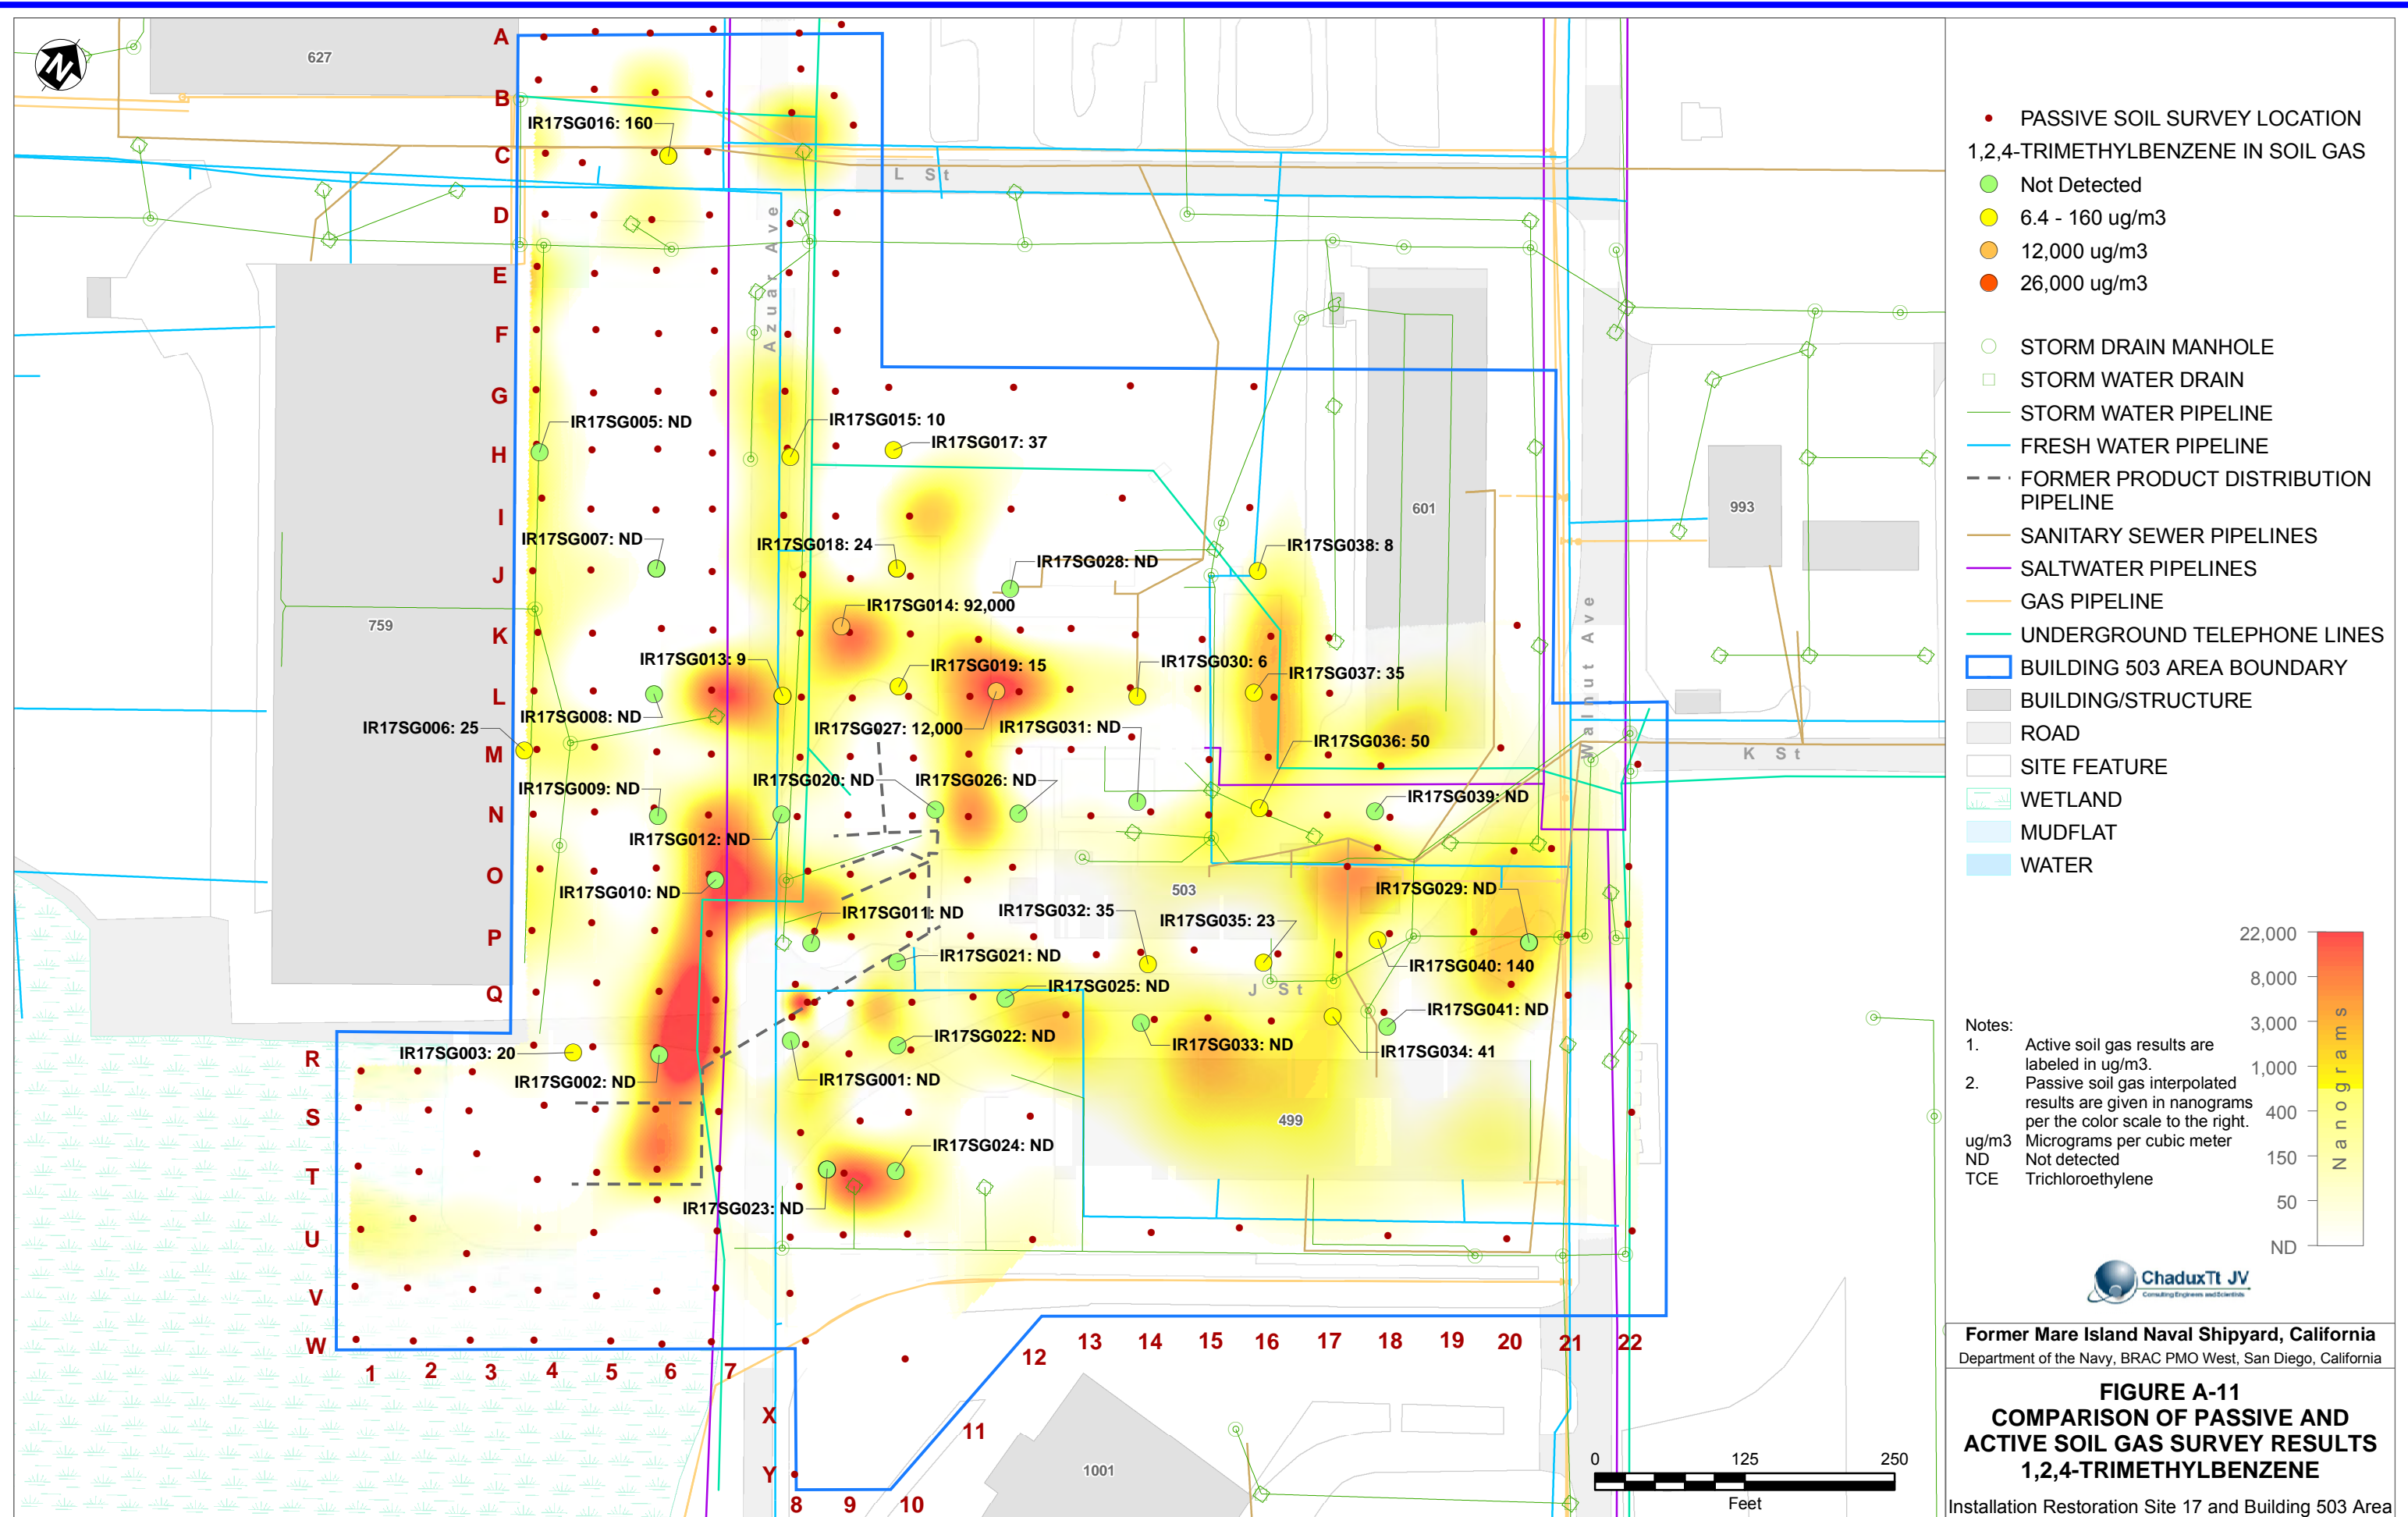 N
627
A
B
IR17SG016: 160
C
L St
D
Azuar Ave
E
F
G
IR17SG005: ND
IR17SG015: 10
H
IR17SG017: 37
I
601
993
IR17SG007: ND
IR17SG018: 24
IR17SG038: 8
J
IR17SG028: ND
IR17SG014: 92,000
759
K
Walnut Ave
IR17SG013: 9
IR17SG019: 15
IR17SG030: 6
IR17SG037: 35
L
IR17SG008: ND
IR17SG006: 25
IR17SG027: 12,000
IR17SG031: ND
IR17SG036: 50
M
K St
IR17SG020: ND
IR17SG026: ND
IR17SG009: ND
IR17SG039: ND
N
IR17SG012: ND
O
IR17SG010: ND
503
IR17SG029: ND
IR17SG011: ND
IR17SG032: 35
IR17SG035: 23
P
IR17SG021: ND
IR17SG040: 140
IR17SG025: ND
J St
Q
IR17SG041: ND
IR17SG022: ND
IR17SG033: ND
IR17SG034: 41
R
IR17SG003: 20
IR17SG002: ND
IR17SG001: ND
S
499
IR17SG024: ND
T
IR17SG023: ND
U
V
W
1
2
3
4
5
6
7
12
13
14
15
16
17
18
19
20
21
22
X
11
Y
1001
8
9
10
0
125
250
Feet
PASSIVE SOIL SURVEY LOCATION
1,2,4-TRIMETHYLBENZENE IN SOIL GAS
Not Detected
6.4 - 160 ug/m3
12,000 ug/m3
26,000 ug/m3
STORM DRAIN MANHOLE
STORM WATER DRAIN
STORM WATER PIPELINE
FRESH WATER PIPELINE
FORMER PRODUCT DISTRIBUTION
PIPELINE
SANITARY SEWER PIPELINES
SALTWATER PIPELINES
GAS PIPELINE
UNDERGROUND TELEPHONE LINES
BUILDING 503 AREA BOUNDARY
BUILDING/STRUCTURE
ROAD
SITE FEATURE
WETLAND
MUDFLAT
WATER
22,000
8,000
3,000
1,000
400
150
50
ND
Nanograms
Notes:
1. Active soil gas results are
labeled in ug/m3.
2. Passive soil gas interpolated
results are given in nanograms
per the color scale to the right.
ug/m3 Micrograms per cubic meter
ND Not detected
TCE Trichloroethylene
ChaduxTt JV
Consulting Engineers and Scientists
Former Mare Island Naval Shipyard, California
Department of the Navy, BRAC PMO West, San Diego, California
FIGURE A-11
COMPARISON OF PASSIVE AND
ACTIVE SOIL GAS SURVEY RESULTS
1,2,4-TRIMETHYLBENZENE
Installation Restoration Site 17 and Building 503 Area